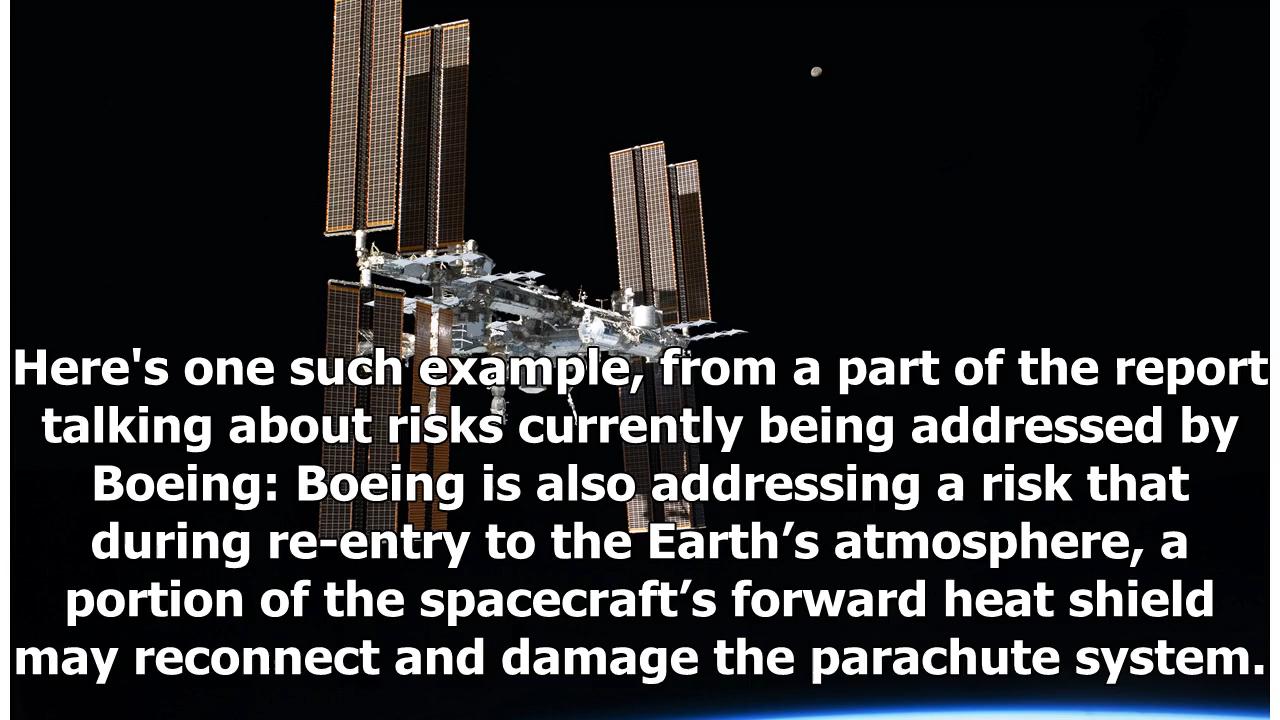 Here's one such example, from a part of the report
talking about risks currently being addressed by
Boeing: Boeing is also addressing a risk that
during re-entry to the Earth’s atmosphere, a
portion of the spacecraft’s forward heat shield
may reconnect and damage the parachute system.